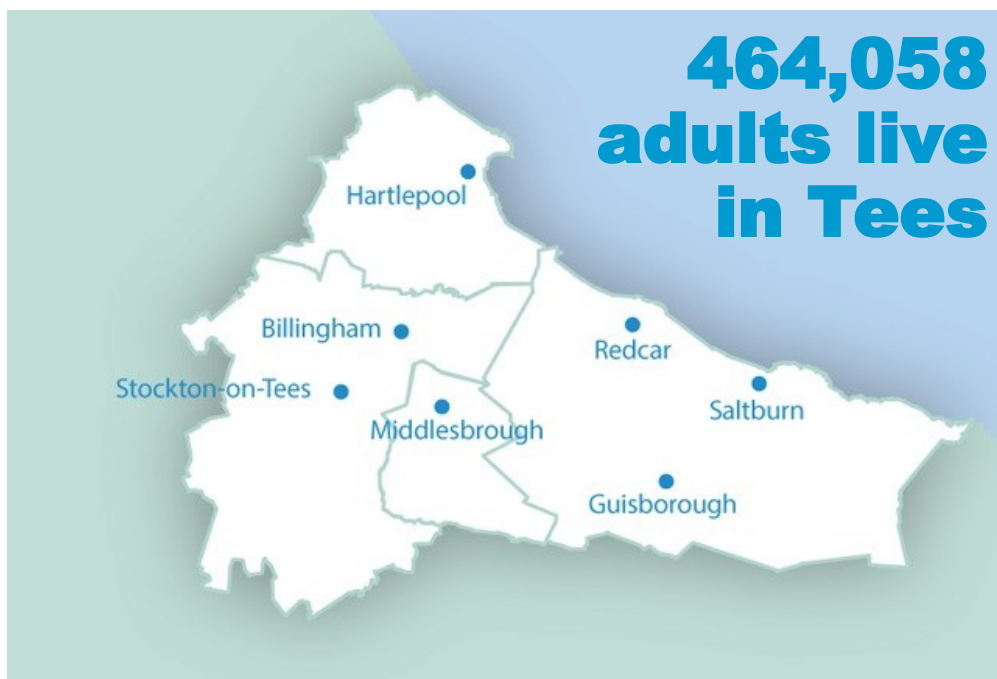 464,058
adults live
in Tees
Hartlepool
Billingham
Redcar
Stockton-on-Tees
Saltburn
Middlesbrough
Guisborough